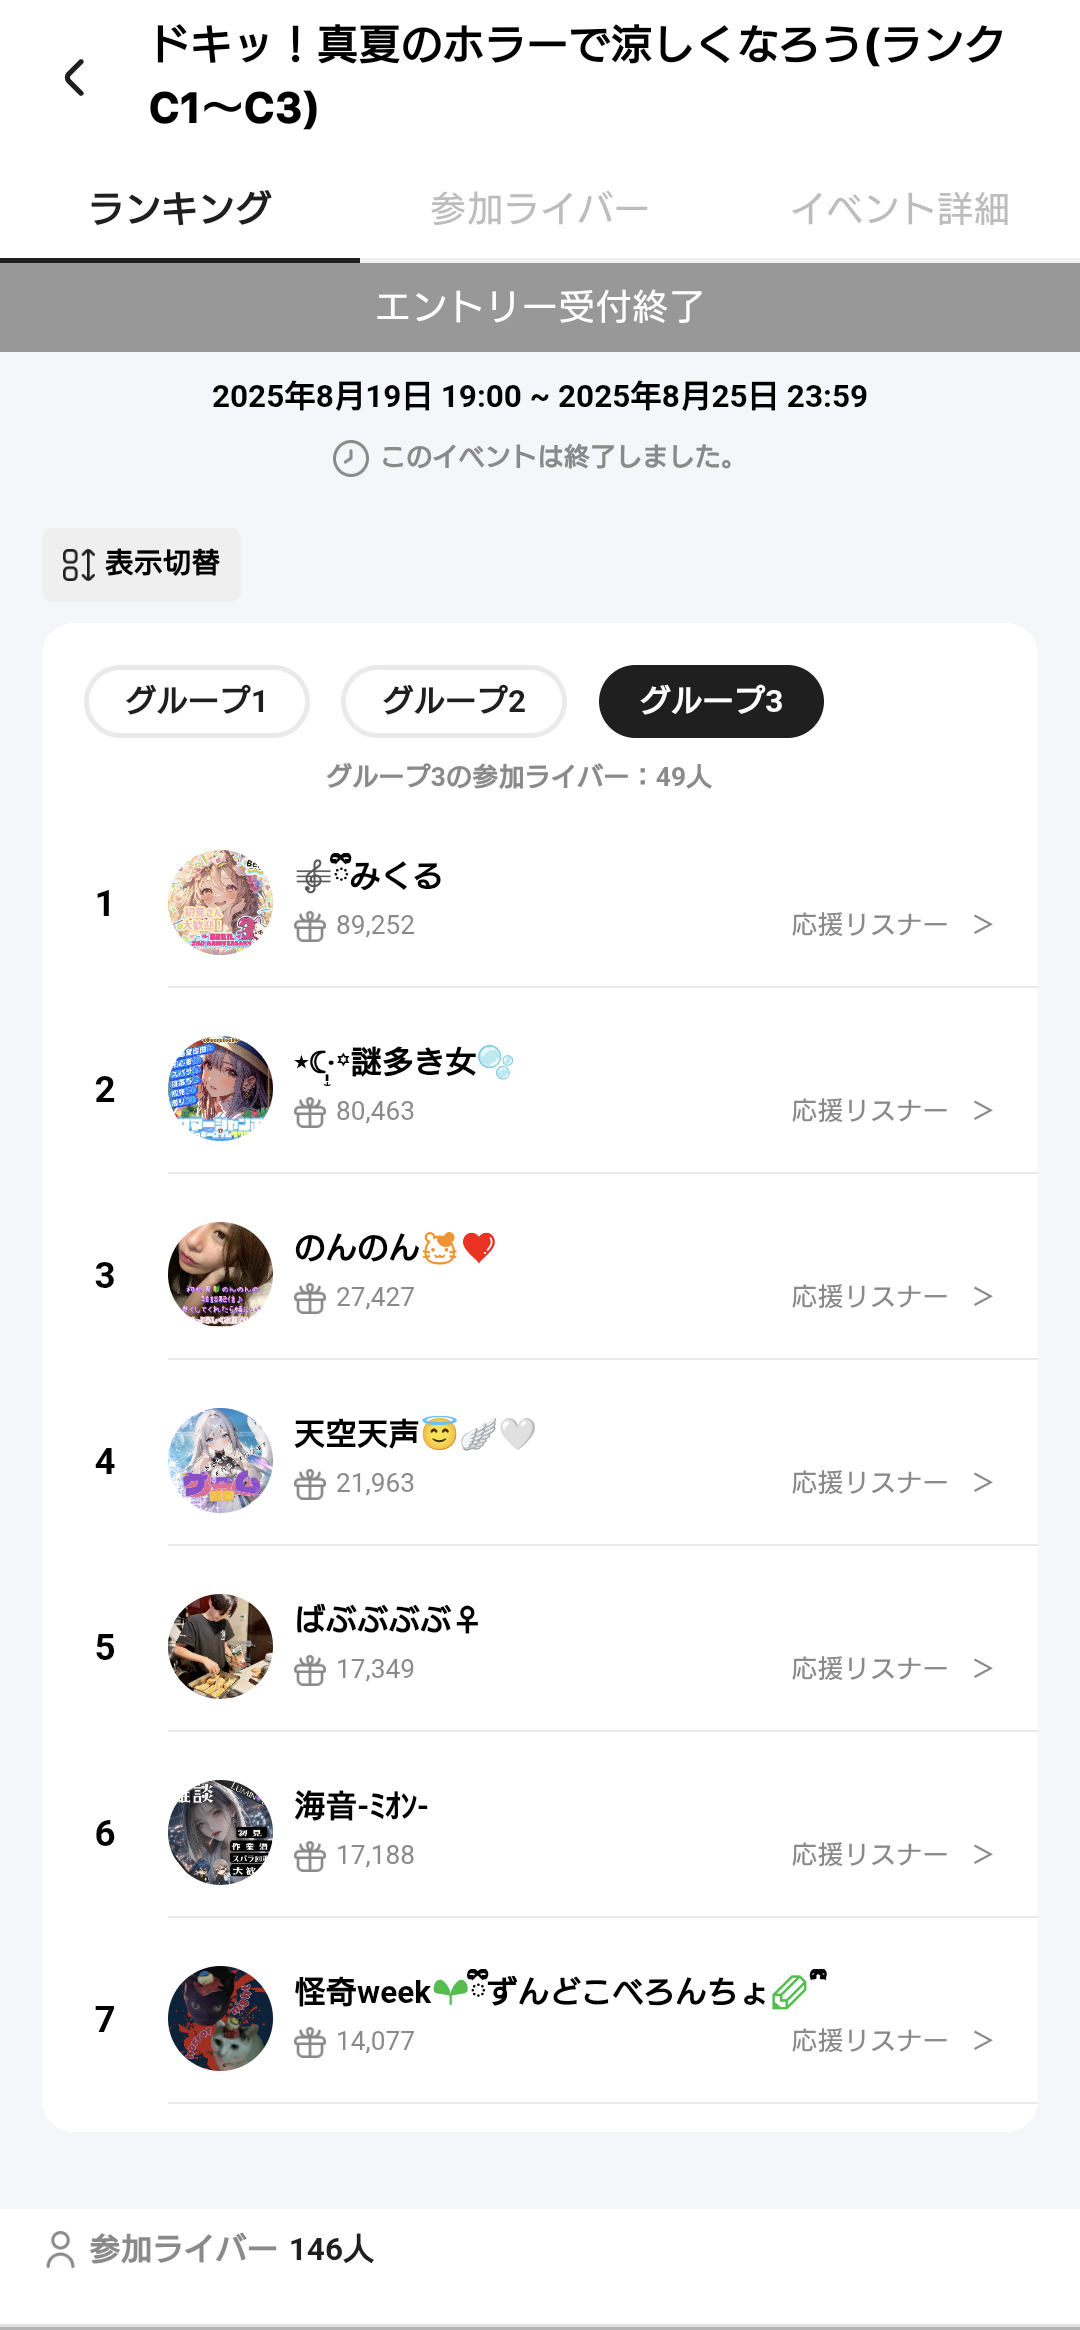 ドキッ！真夏のホラーで涼しくなろう(ランク
C1〜C3)
ランキング
参加ライバー
イベント詳細
エントリー受付終了
2025年8月19日 19:00 ~ 2025年8月25日 23:59
このイベントは終了しました。
表示切替
グループ1
グループ2
グループ3
グループ3の参加ライバー：49人
1
🎼みくる
89,252
応援リスナー >
2
⋆☾·̩͙꙳謎多き女🫧
80,463
応援リスナー >
3
のんのん🐹❤️
27,427
応援リスナー >
4
天空天声😇🪽🤍
21,963
応援リスナー >
5
ばぶぶぶぶ♀
17,349
応援リスナー >
6
海音-ﾐｵｿ-
17,188
応援リスナー >
7
怪奇week🌱ずんどこべろんちょ
14,077
応援リスナー >
参加ライバー 146人